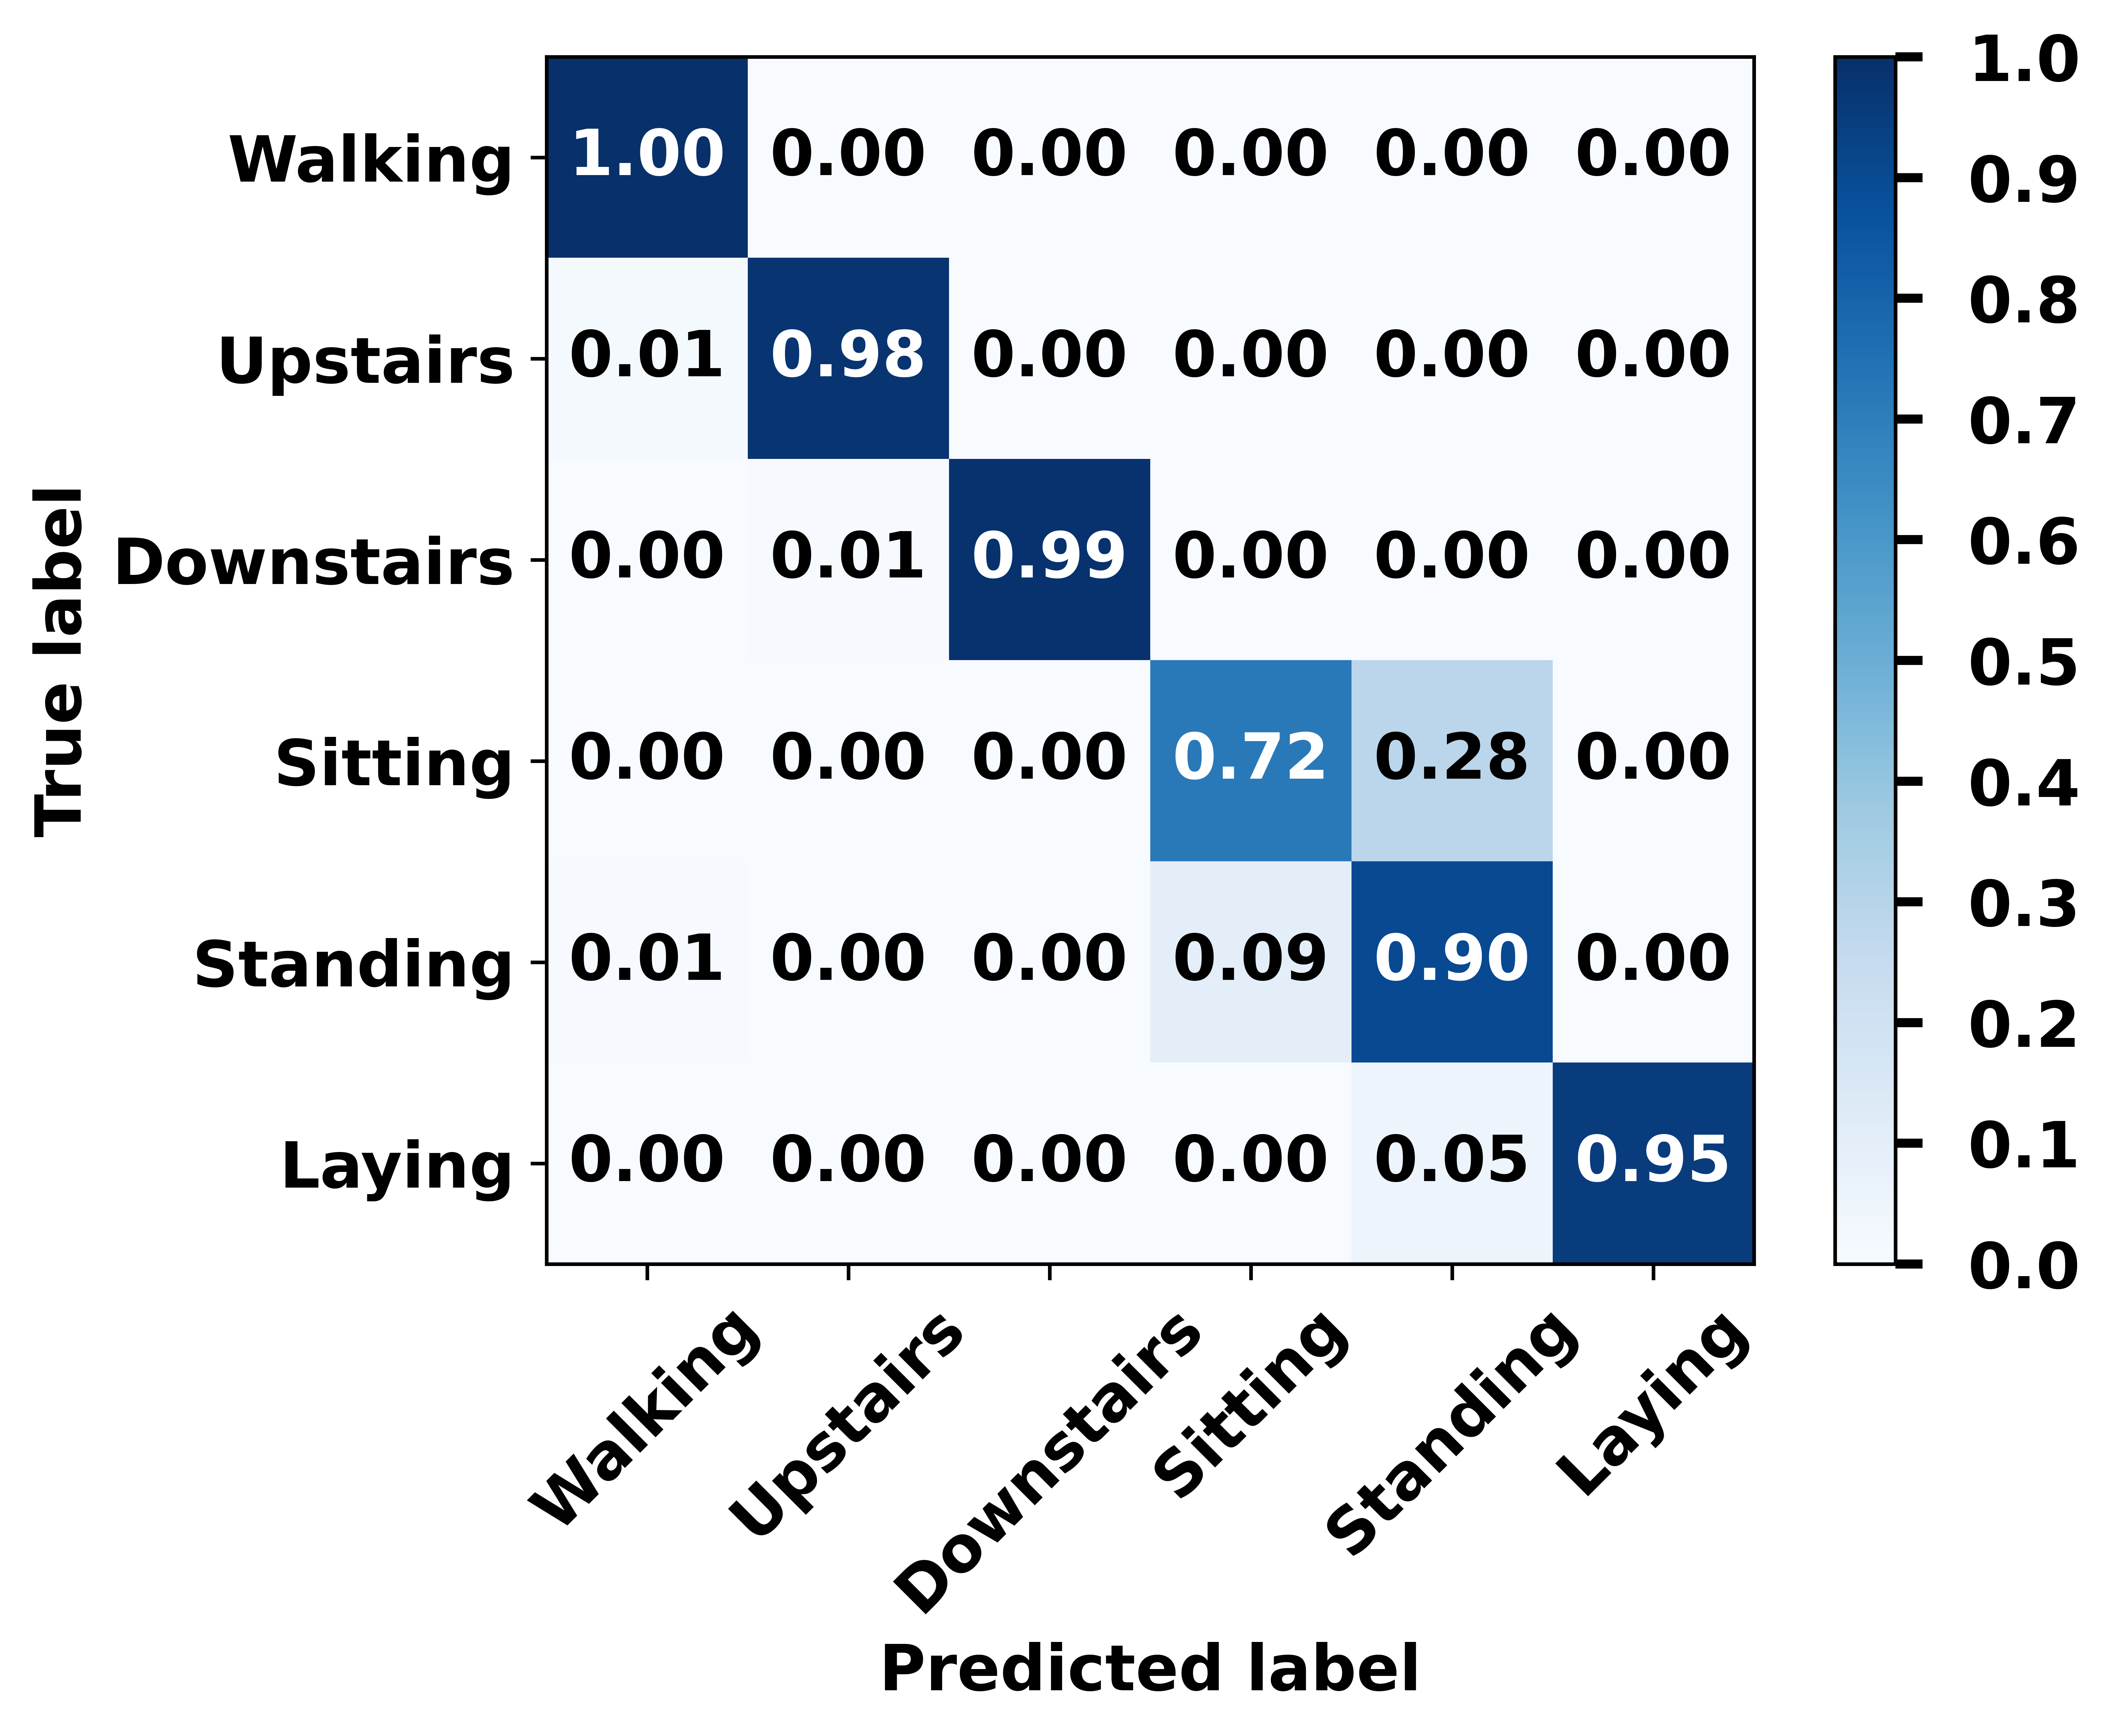 True label
Walking 1.00 0.00 0.00 0.00 0.00 0.00
Upstairs 0.01 0.98 0.00 0.00 0.00 0.00
Downstairs 0.00 0.01 0.99 0.00 0.00 0.00
Sitting 0.00 0.00 0.00 0.72 0.28 0.00
Standing 0.01 0.00 0.00 0.09 0.90 0.00
Laying 0.00 0.00 0.00 0.00 0.05 0.95
Walking Upstairs Downstairs Sitting Standing Laying
Predicted label
1.0
0.9
0.8
0.7
0.6
0.5
0.4
0.3
0.2
0.1
0.0